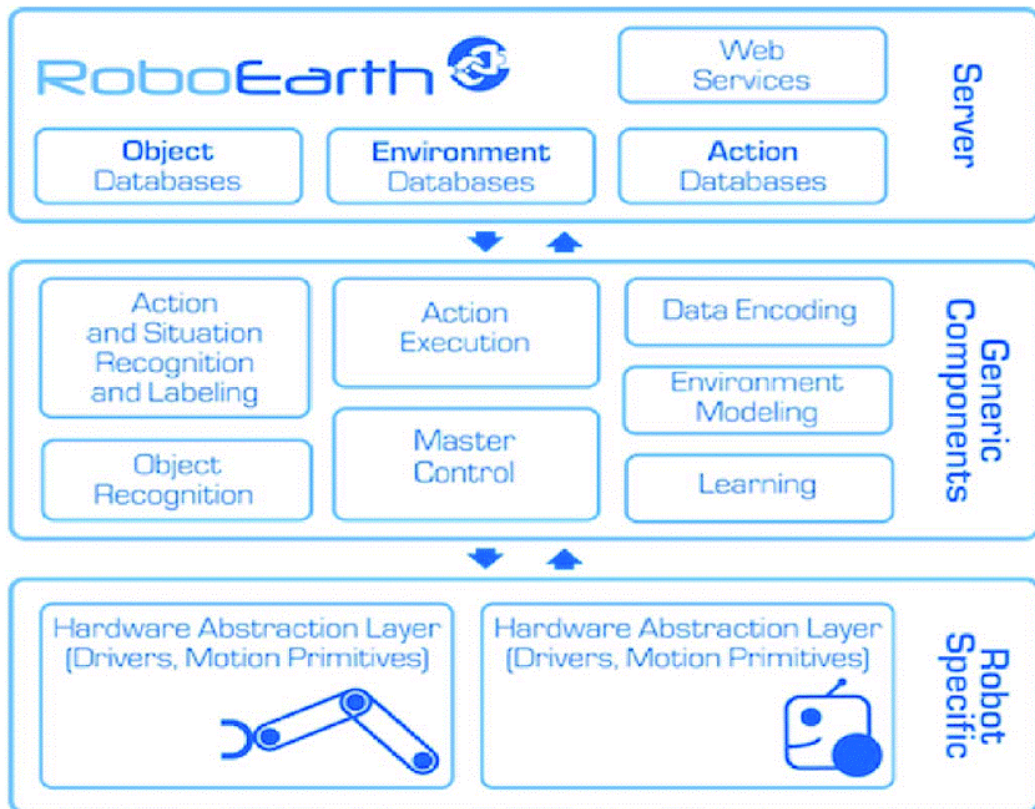 RoboEarth
Web
Services
Object
Databases
Environment
Databases
Action
Databases
Server
Action
and Situation
Recognition
and Labeling
Action
Execution
Data Encoding
Environment
Modeling
Object
Recognition
Master
Control
Learning
Generic
Components
Hardware Abstraction Layer
(Drivers, Motion Primitives)
Hardware Abstraction Layer
(Drivers, Motion Primitives)
Robot
Specific